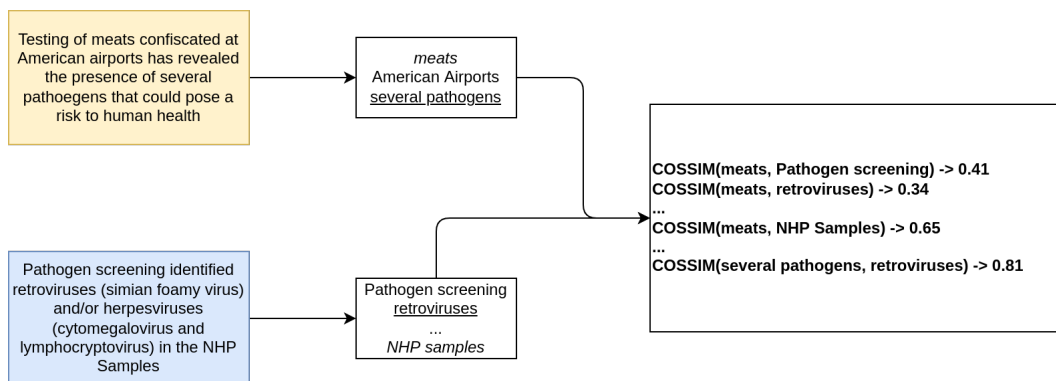 Testing of meats confiscated at
American airports has revealed
the presence of several
pathoegens that could pose a
risk to human health
meats
American Airports
several pathogens
Pathogen screening identified
retroviruses (simian foamy virus)
and/or herpesviruses
(cytomegalovirus and
lymphocryptovirus) in the NHP
Samples
Pathogen screening
retroviruses
...
NHP samples
COSSIM(meats, Pathogen screening) -> 0.41
COSSIM(meats, retroviruses) -> 0.34
...
COSSIM(meats, NHP Samples) -> 0.65
...
COSSIM(several pathogens, retroviruses) -> 0.81